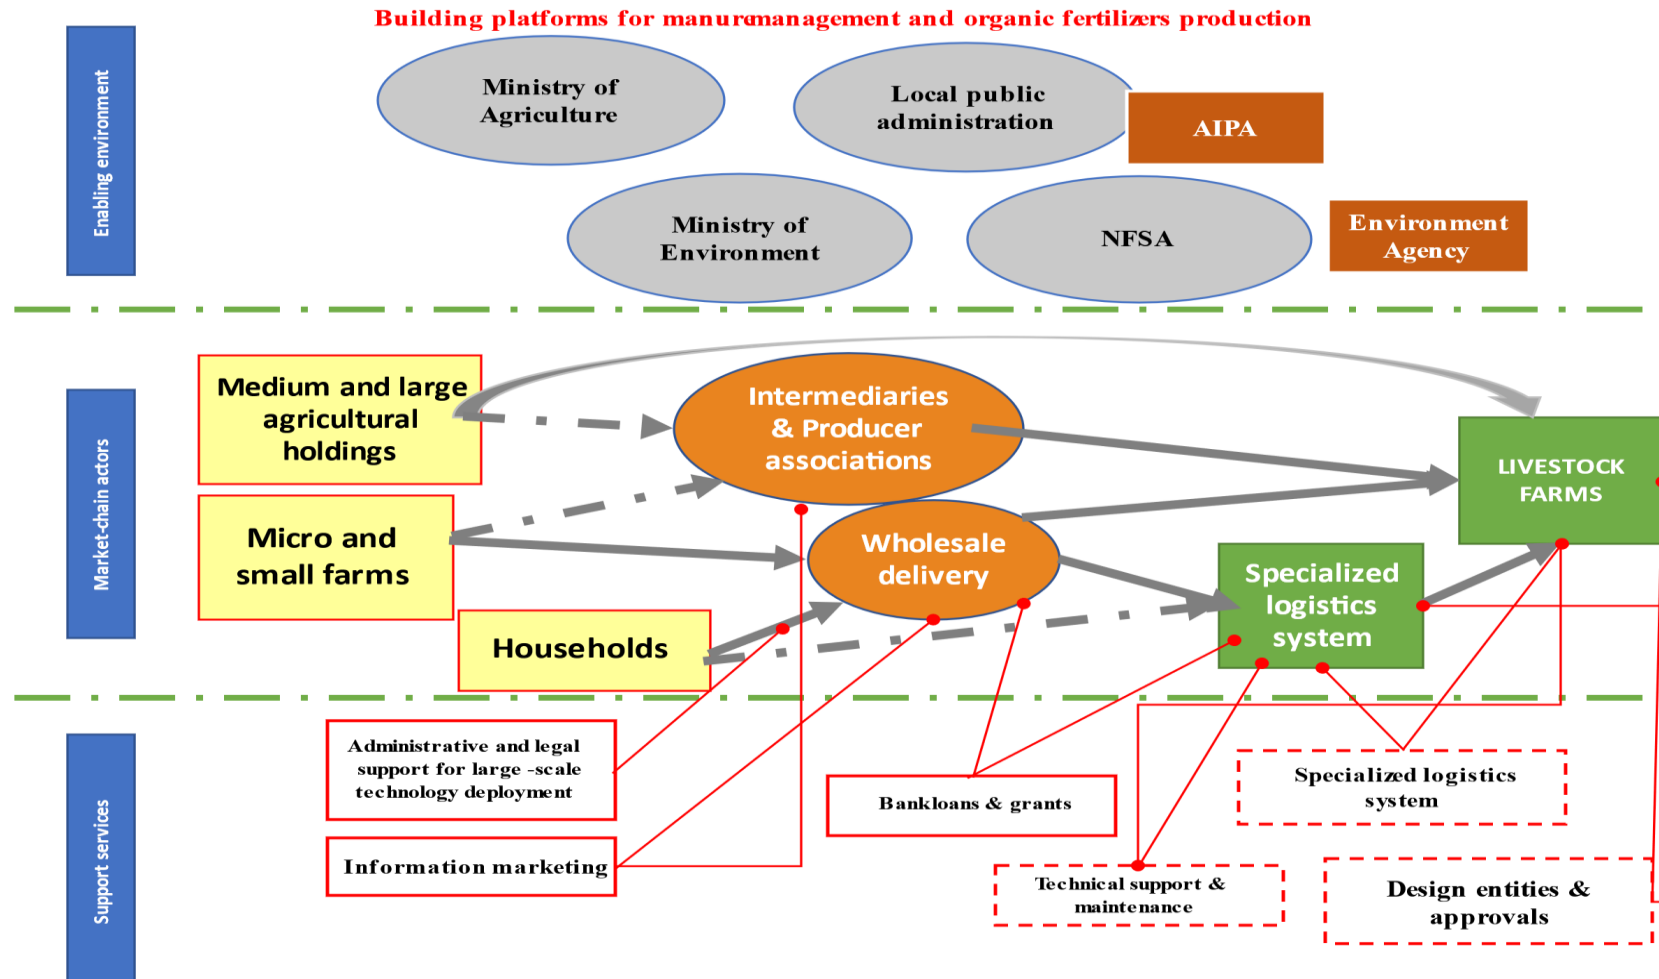 Building platforms for manuremanagement and organic fertilizers production
Enabling environment
Ministry of
Agriculture
Local public
administration
AIPA
Ministry of
Environment
NFSA
Environment
Agency
Market-chain actors
Medium and large
agricultural
holdings
Intermediaries
& Producer
associations
LIVESTOCK
FARMS
Micro and
small farms
Wholesale
delivery
Specialized
logistics
system
Households
Support services
Administrative and legal
support for large -scale
technology deployment
Information marketing
Bankloans & grants
Specialized logistics
system
Technical support &
maintenance
Design entities &
approvals